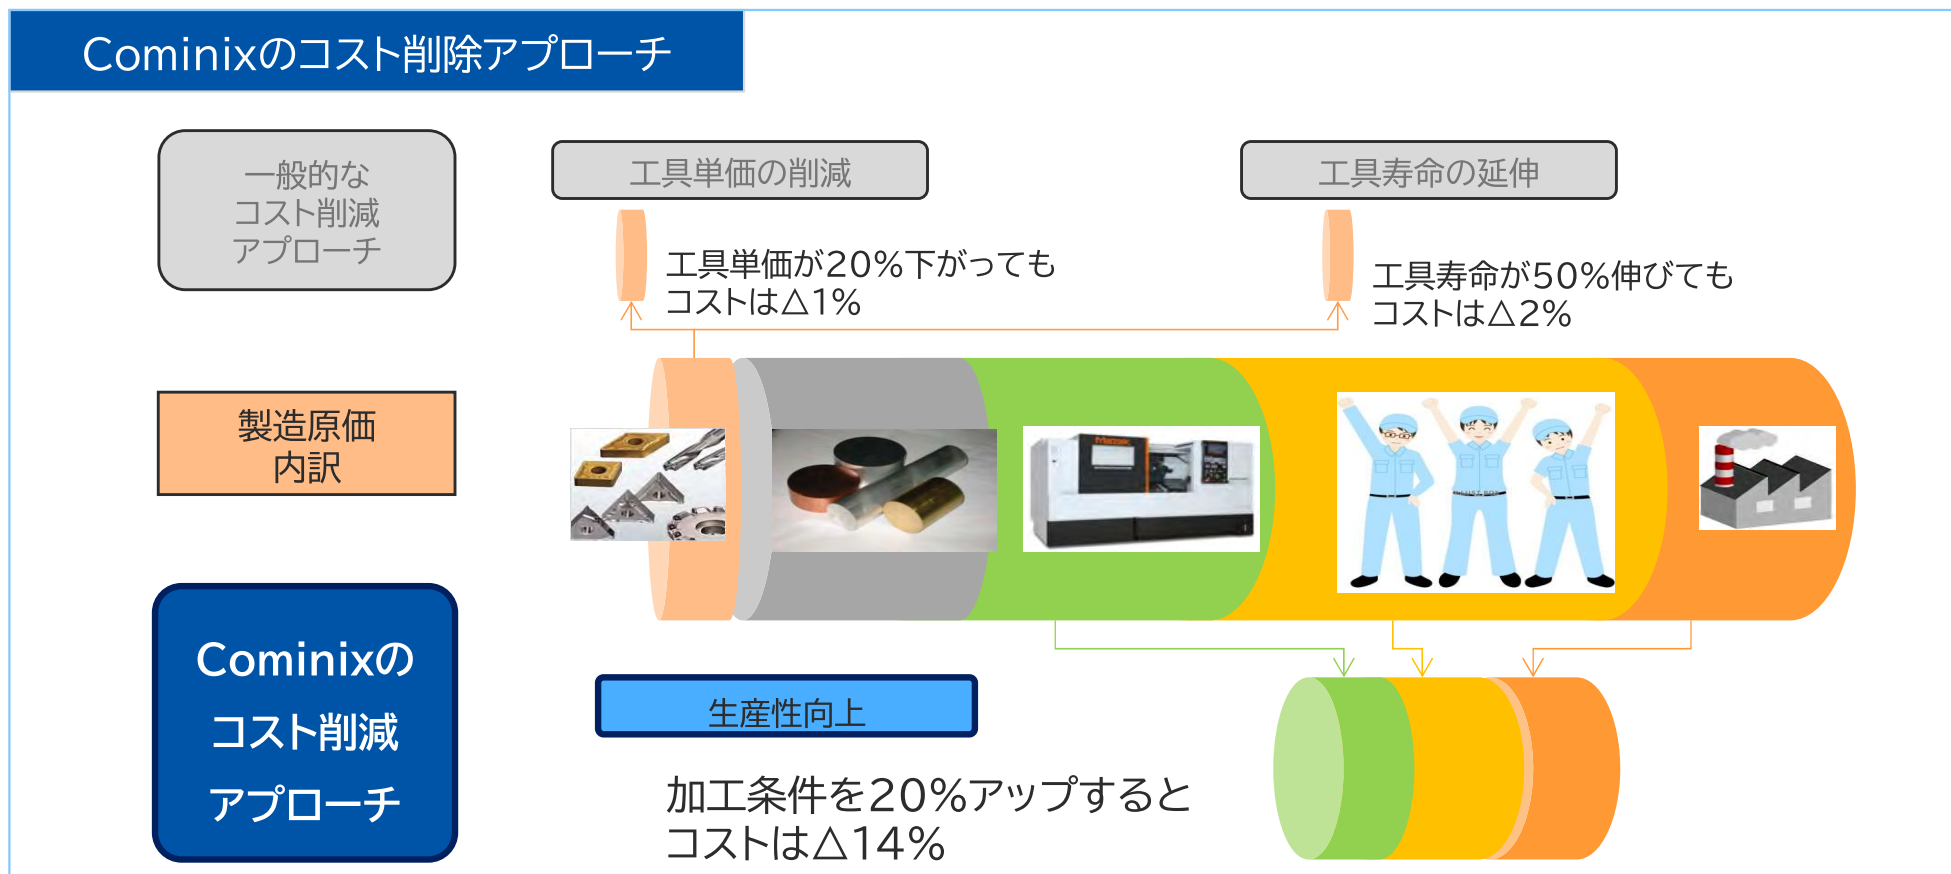 Cominixのコスト削除アプローチ
一般的な
コスト削減
アプローチ
工具単価の削減
工具寿命の延伸
工具単価が20%下がっても
コストは△1%
工具寿命が50%伸びても
コストは△2%
製造原価
内訳
Cominixの
コスト削減
アプローチ
生産性向上
加工条件を20%アップすると
コストは△14%